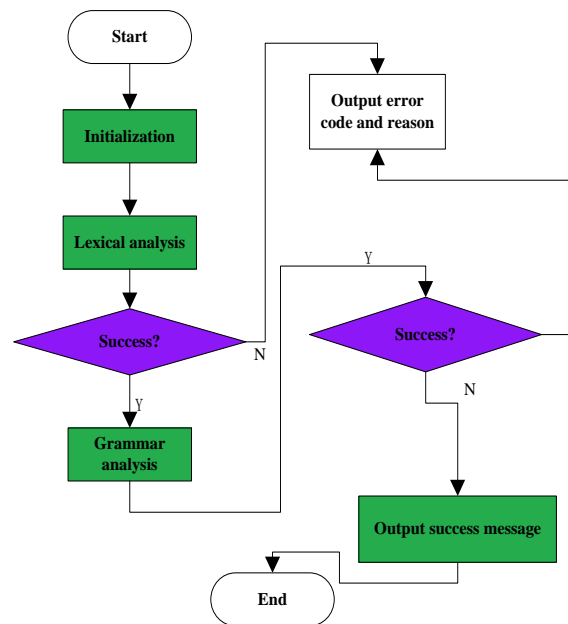 Start
Output error
code and reason
Initialization
Lexical analysis
Y
Success?
N
Success?
N
Y
Grammar
analysis
Output success message
End